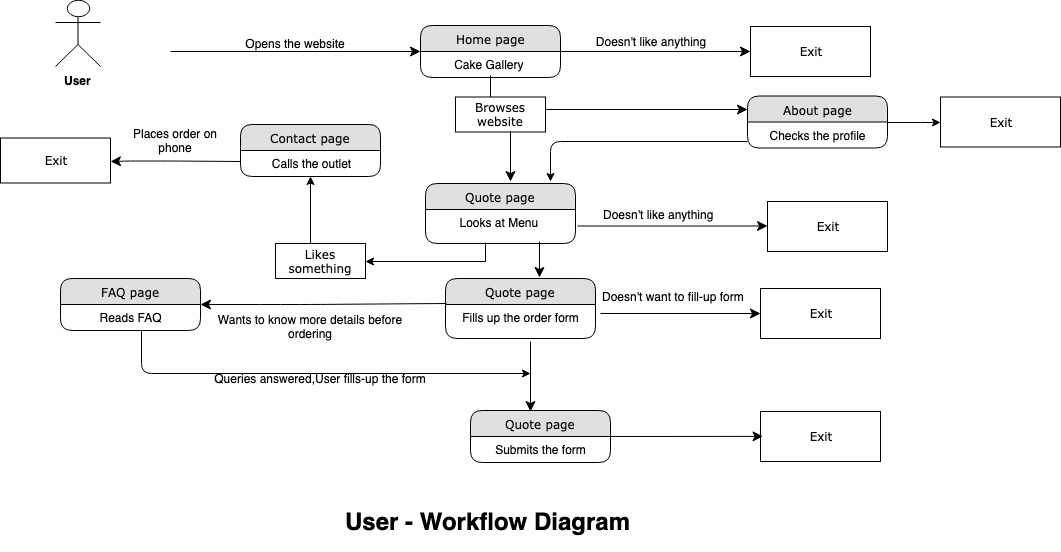 Home page
Opens the website
Doesn't like anything
Exit
Cake Gallery
User
Browses
website
About page
Checks the profile
Exit
Places order on
phone
Contact page
Calls the outlet
Exit
Quote page
Looks at Menu
Doesn't like anything
Exit
Likes
something
FAQ page
Reads FAQ
Quote page
Fills up the order form
Doesn't want to fill-up form
Exit
Wants to know more details before
ordering
Queries answered,User fills-up the form
Quote page
Submits the form
Exit
User - Workflow Diagram